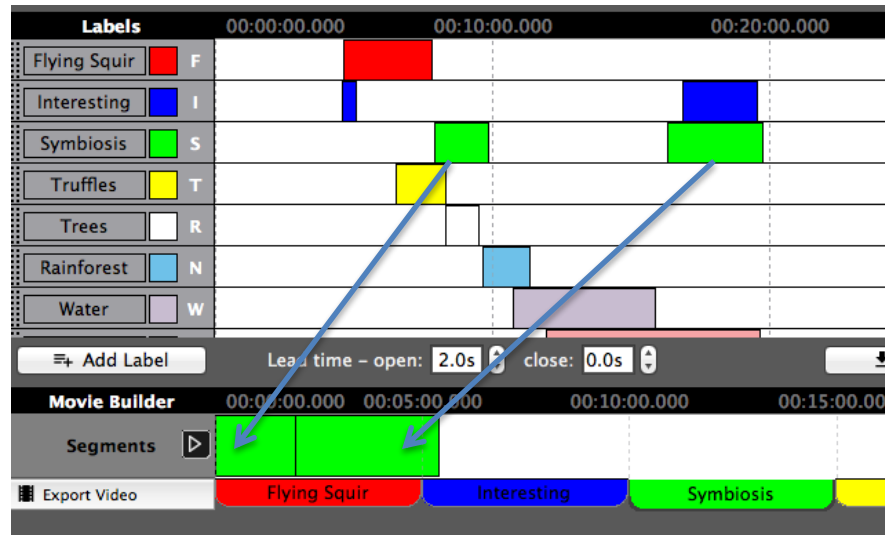 Labels 00:00:00.000 00:10:00.000 00:20:00.000
Flying Squir F
Interesting I
Symbiosis S
Truffles T
Trees R
Rainforest N
Water W
Add Label Lead time – open: 2.0s close: 0.0s
Movie Builder 00:00:00.000 00:05:00.000 00:10:00.000 00:15:00.00
Segments
Export Video Flying Squir Interesting Symbiosis